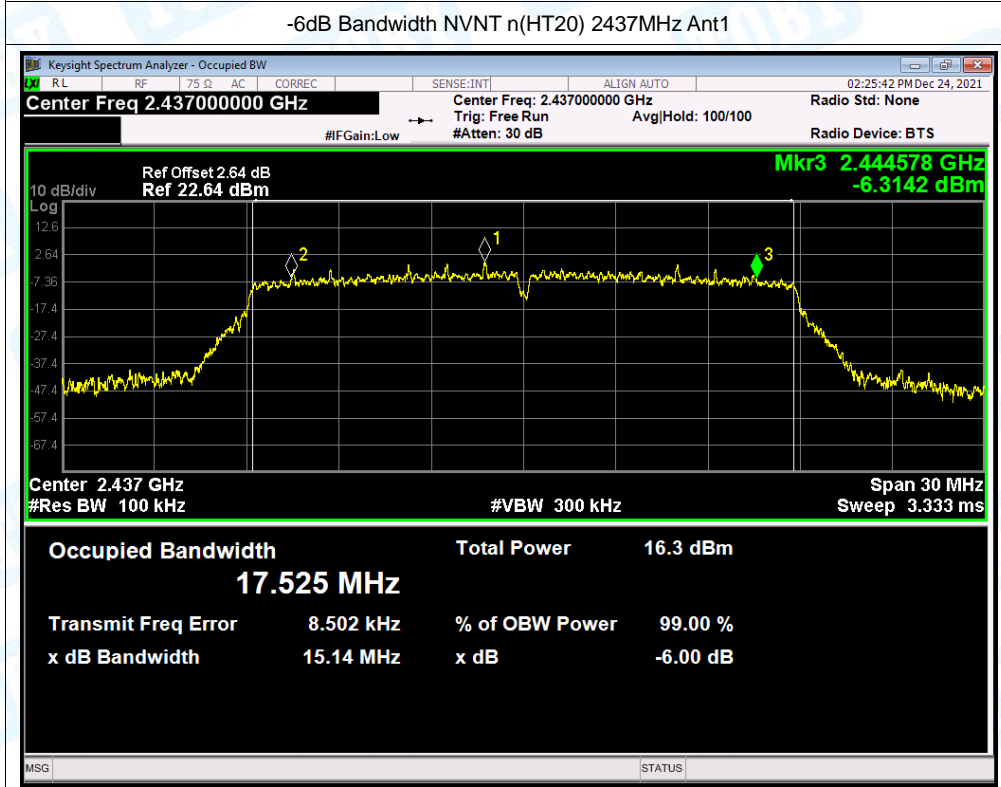 -6dB Bandwidth NVNT n(HT20) 2437MHz Ant1
Keysight Spectrum Analyzer - Occupied BW
LXI RL RF 75 Ω AC CORREC SENSE:INT ALIGN AUTO 02:25:42 PM Dec 24, 2021
Center Freq 2.437000000 GHz Center Freq: 2.437000000 GHz Radio Std: None
Trig: Free Run Avg|Hold: 100/100
#IFGain:Low #Atten: 30 dB Radio Device: BTS
Mkr3 2.444578 GHz
-6.3142 dBm
Ref Offset 2.64 dB
10 dB/div Ref 22.64 dBm
Log
12.6
2.64
-7.36
-17.4
-27.4
-37.4
-47.4
-57.4
-67.4
1
2
3
Center 2.437 GHz Span 30 MHz
#Res BW 100 kHz #VBW 300 kHz Sweep 3.333 ms
Occupied Bandwidth Total Power 16.3 dBm
17.525 MHz
Transmit Freq Error 8.502 kHz % of OBW Power 99.00 %
x dB Bandwidth 15.14 MHz x dB -6.00 dB
MSG STATUS